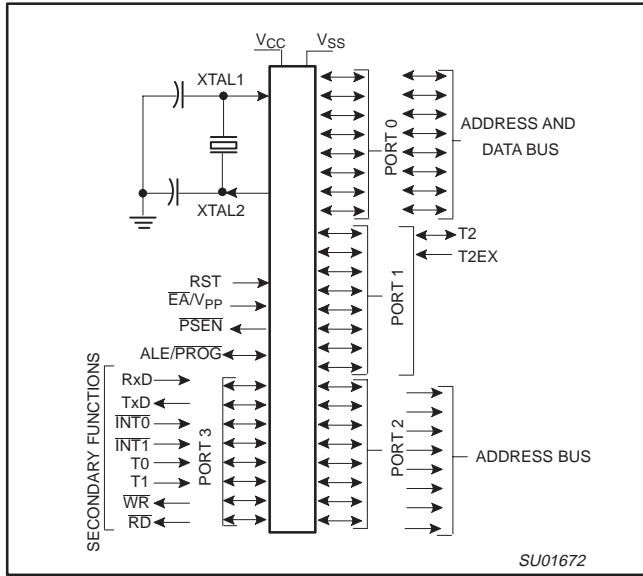 VCC VSS
XTAL1
ADDRESS AND
DATA BUS
PORT 0
XTAL2
T2
T2EX
PORT 1
RST
EA/VPP
PSEN
ALE/PROG
SECONDARY FUNCTIONS
RxD
TxD
INT0
INT1
T0
T1
WR
RD
PORT 3
PORT 2
ADDRESS BUS
SU01672